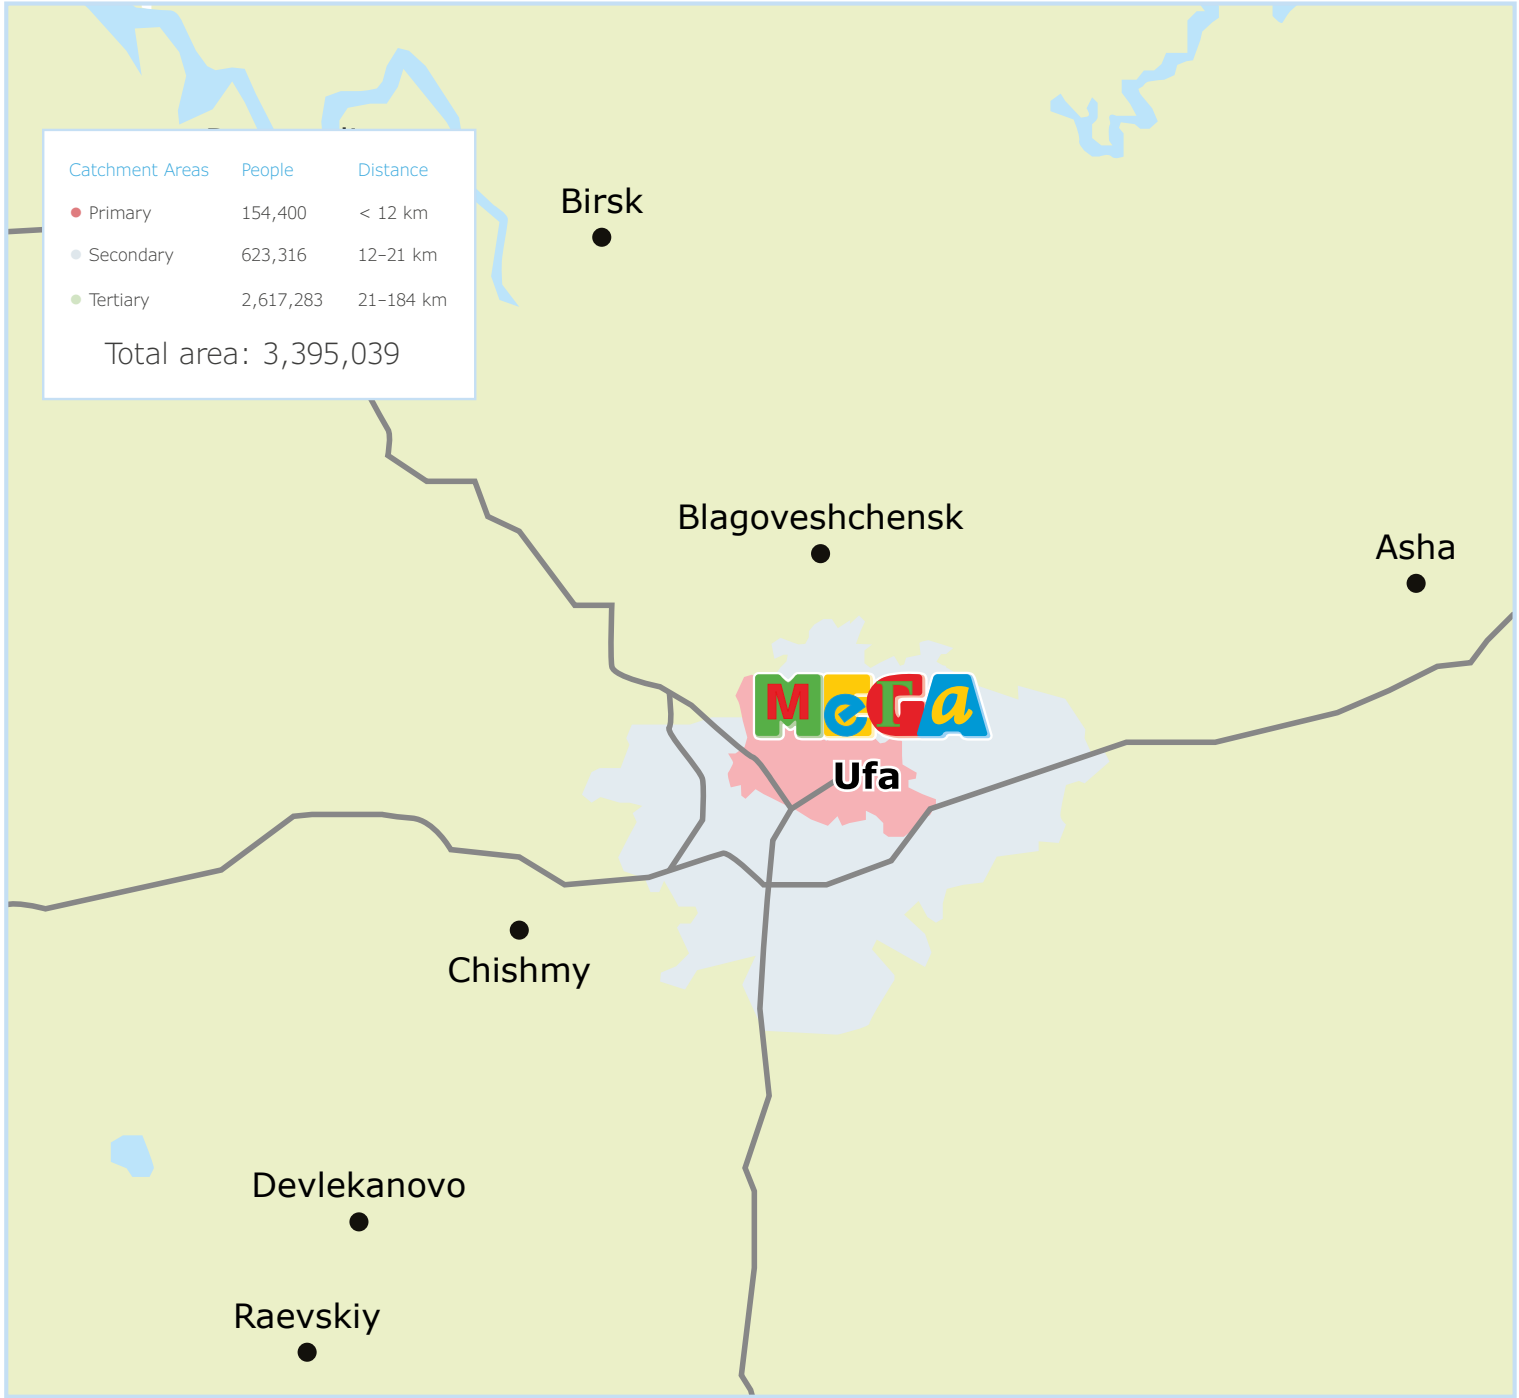 Catchment Areas People Distance
Primary 154,400 < 12 km
Secondary 623,316 12–21 km
Tertiary 2,617,283 21–184 km
Total area: 3,395,039
Birsk
Blagoveshchensk
Asha
МЕГА
Ufa
Chishmy
Devlekanovo
Raevskiy